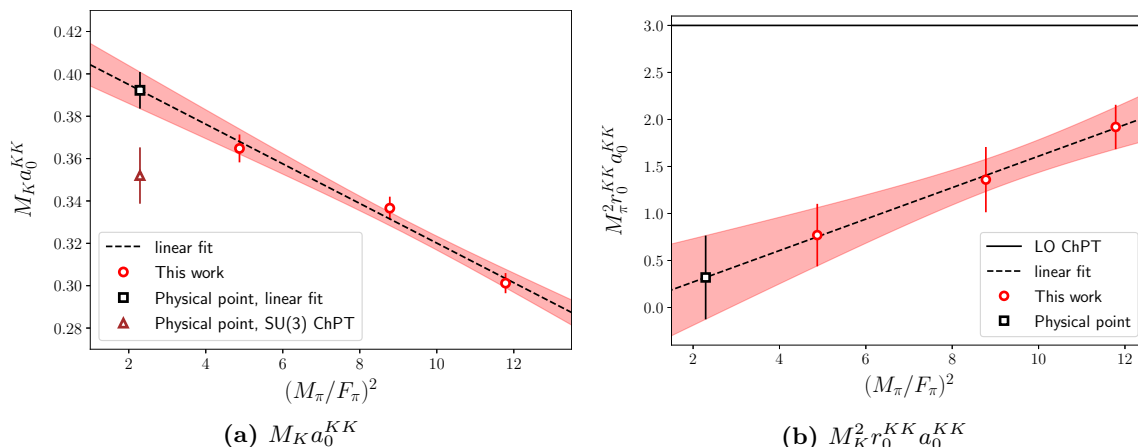 0.42
0.40
0.38
0.36
0.34
0.32
0.30
0.28
M_K a_0^{KK}
linear fit
This work
Physical point, linear fit
Physical point, SU(3) ChPT
2 4 6 8 10 12
(M_π/F_π)^2
(a) M_K a_0^{KK}
3.0
2.5
2.0
1.5
1.0
0.5
0.0
M_π^2 r_0^{KK} a_0^{KK}
LO ChPT
linear fit
This work
Physical point
2 4 6 8 10 12
(M_π/F_π)^2
(b) M_K^2 r_0^{KK} a_0^{KK}